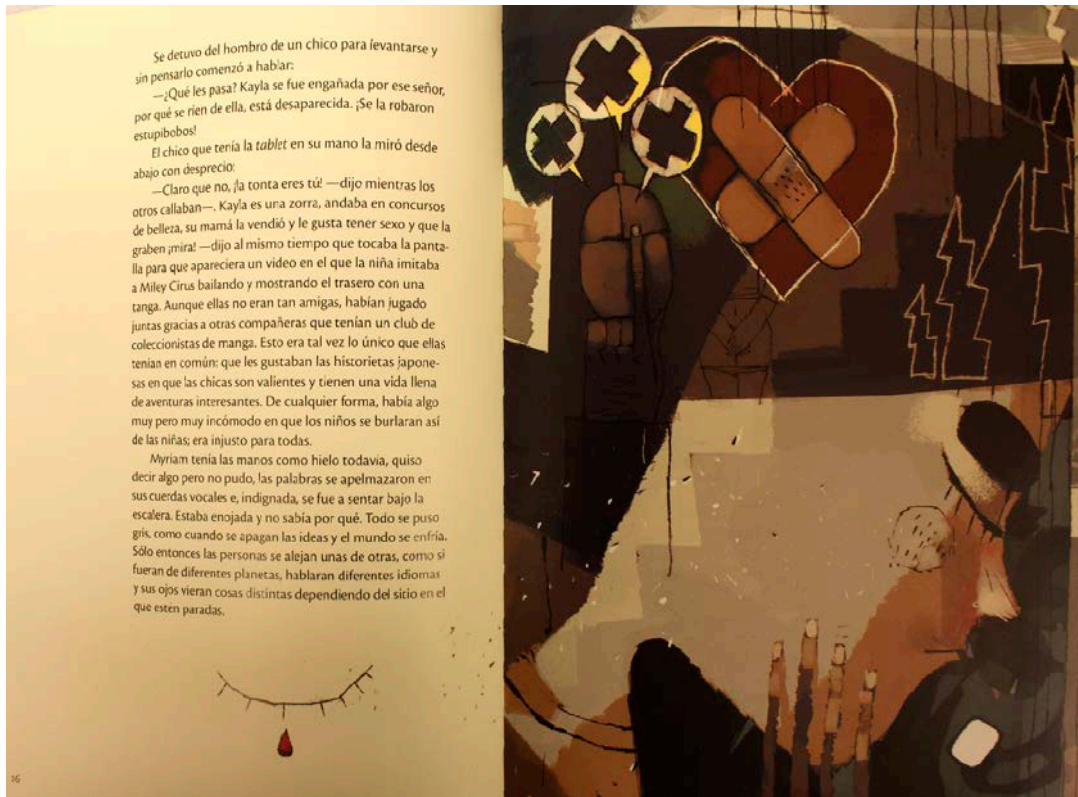 Se detuvo del hombro de un chico para levantarse y
sin pensarlo comenzó a hablar:
—¿Qué les pasa? Kayla se fue engañada por ese señor,
por qué se ríen de ella, está desaparecida. ¡Se la robaron
estupibobos!
El chico que tenía la tablet en su mano la miró desde
abajo con desprecio:
—Claro que no, ¡la tonta eres tú! —dijo mientras los
otros callaban—. Kayla es una zorra, andaba en concursos
de belleza, su mamá la vendió y le gusta tener sexo y que la
graben ¡mira! —dijo al mismo tiempo que tocaba la panta-
lla para que apareciera un video en el que la niña imitaba
a Miley Cirus bailando y mostrando el trasero con una
tanga. Aunque ellas no eran tan amigas, habían jugado
juntas gracias a otras compañeras que tenían un club de
coleccionistas de manga. Esto era tal vez lo único que ellas
tenían en común: que les gustaban las historietas japone-
sas en que las chicas son valientes y tienen una vida llena
de aventuras interesantes. De cualquier forma, había algo
muy pero muy incómodo en que los niños se burlaran así
de las niñas; era injusto para todas.
Myriam tenía las manos como hielo todavía, quiso
decir algo pero no pudo, las palabras se apelmazaron en
sus cuerdas vocales e, indignada, se fue a sentar bajo la
escalera. Estaba enojada y no sabía por qué. Todo se puso
gris, como cuando se apagan las ideas y el mundo se enfría.
Sólo entonces las personas se alejan unas de otras, como si
fueran de diferentes planetas, hablaran diferentes idiomas
y sus ojos vieran cosas distintas dependiendo del sitio en el
que estén paradas.
16